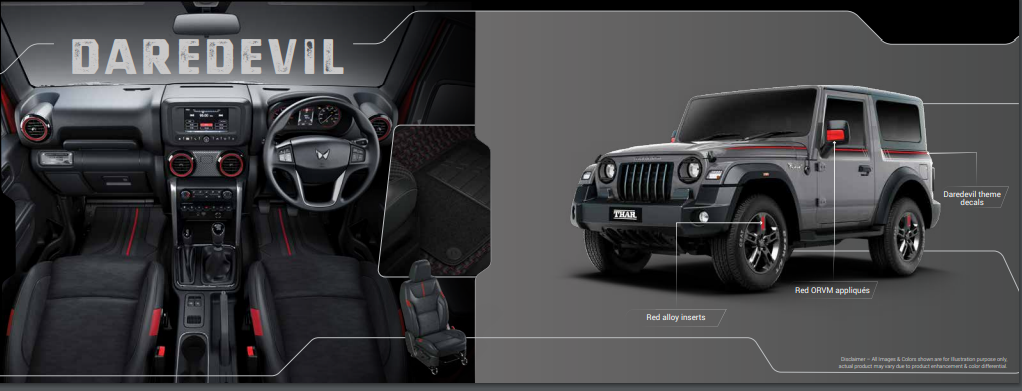 DAREDEVIL
THAR
Daredevil theme
decals
Red ORVM appliqués
Red alloy inserts
Disclaimer – All Images & Colors shown are for illustration purpose only,
actual product may vary due to product enhancement & color differential.